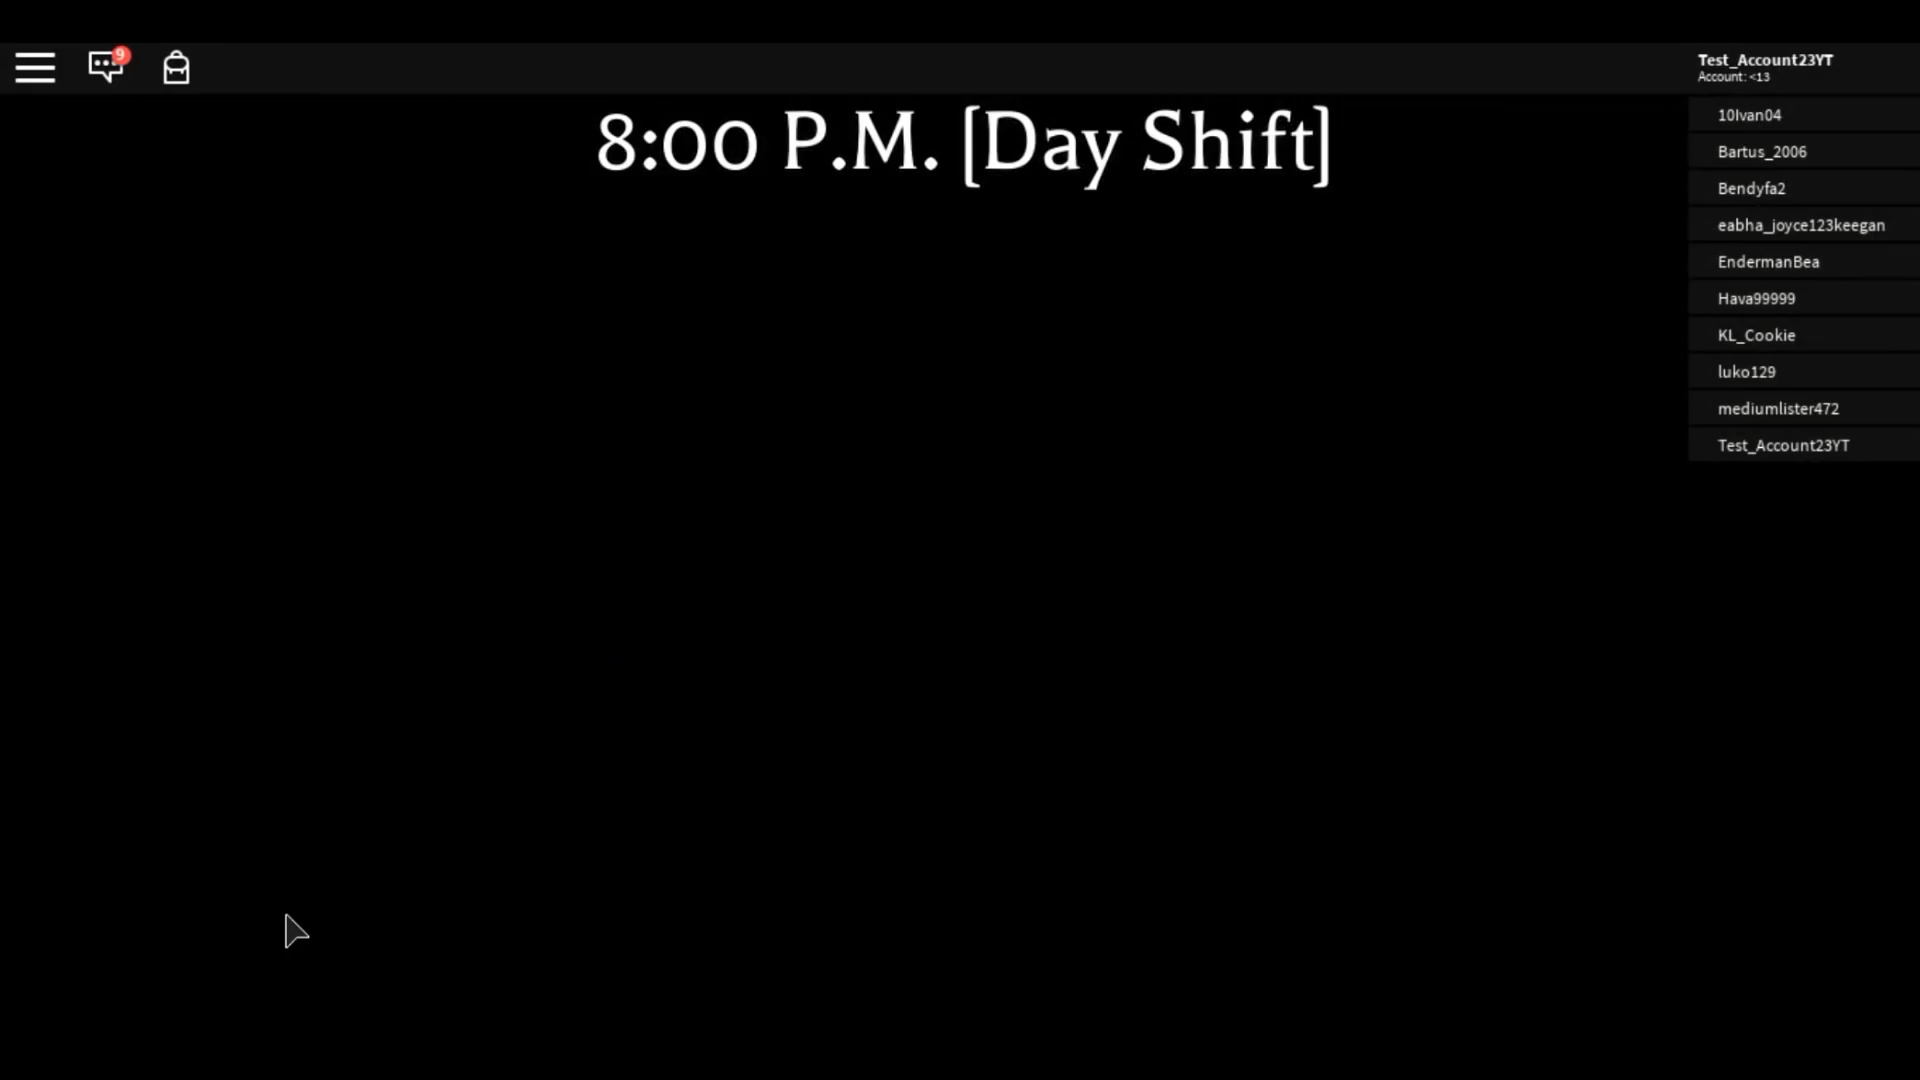 9
Test_Account23YT
Account: <13
8:00 P.M. [Day Shift]
10Ivan04
Bartus_2006
Bendyfa2
eabha_joyce123keegan
EndermanBea
Hava99999
KL_Cookie
luko129
mediumlister472
Test_Account23YT